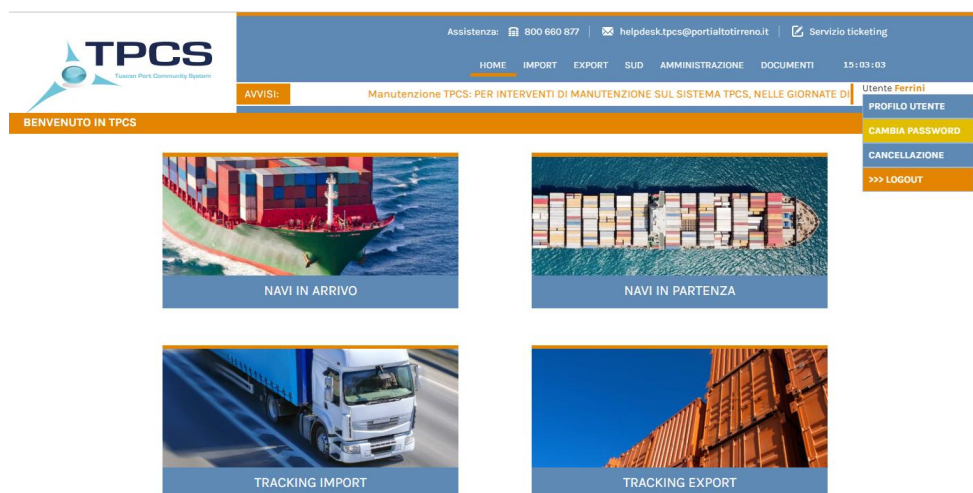 Assistenza: 800 660 877 | helpdesk.tpcs@portialtotirreno.it | Servizio ticketing
TPCS
Tuscan Port Community System
HOME IMPORT EXPORT SUD AMMINISTRAZIONE DOCUMENTI 15:03:03
AVVISI: Manutenzione TPCS: PER INTERVENTI DI MANUTENZIONE SUL SISTEMA TPCS, NELLE GIORNATE DI
Utente Ferrini
PROFILO UTENTE
CAMBIA PASSWORD
CANCELLAZIONE
>>> LOGOUT
BENVENUTO IN TPCS
NAVI IN ARRIVO
NAVI IN PARTENZA
TRACKING IMPORT
TRACKING EXPORT